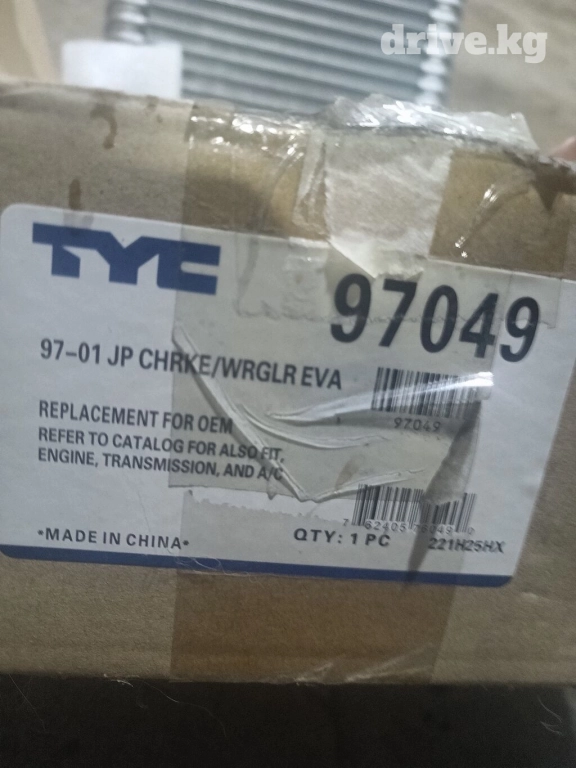 drive.kg
TYC
97049
97-01 JP CHRKE/WRGLR EVA
97049
REPLACEMENT FOR OEM
REFER TO CATALOG FOR ALSO FIT,
ENGINE, TRANSMISSION, AND A/C
•MADE IN CHINA•
QTY: 1 PC
221H25HX